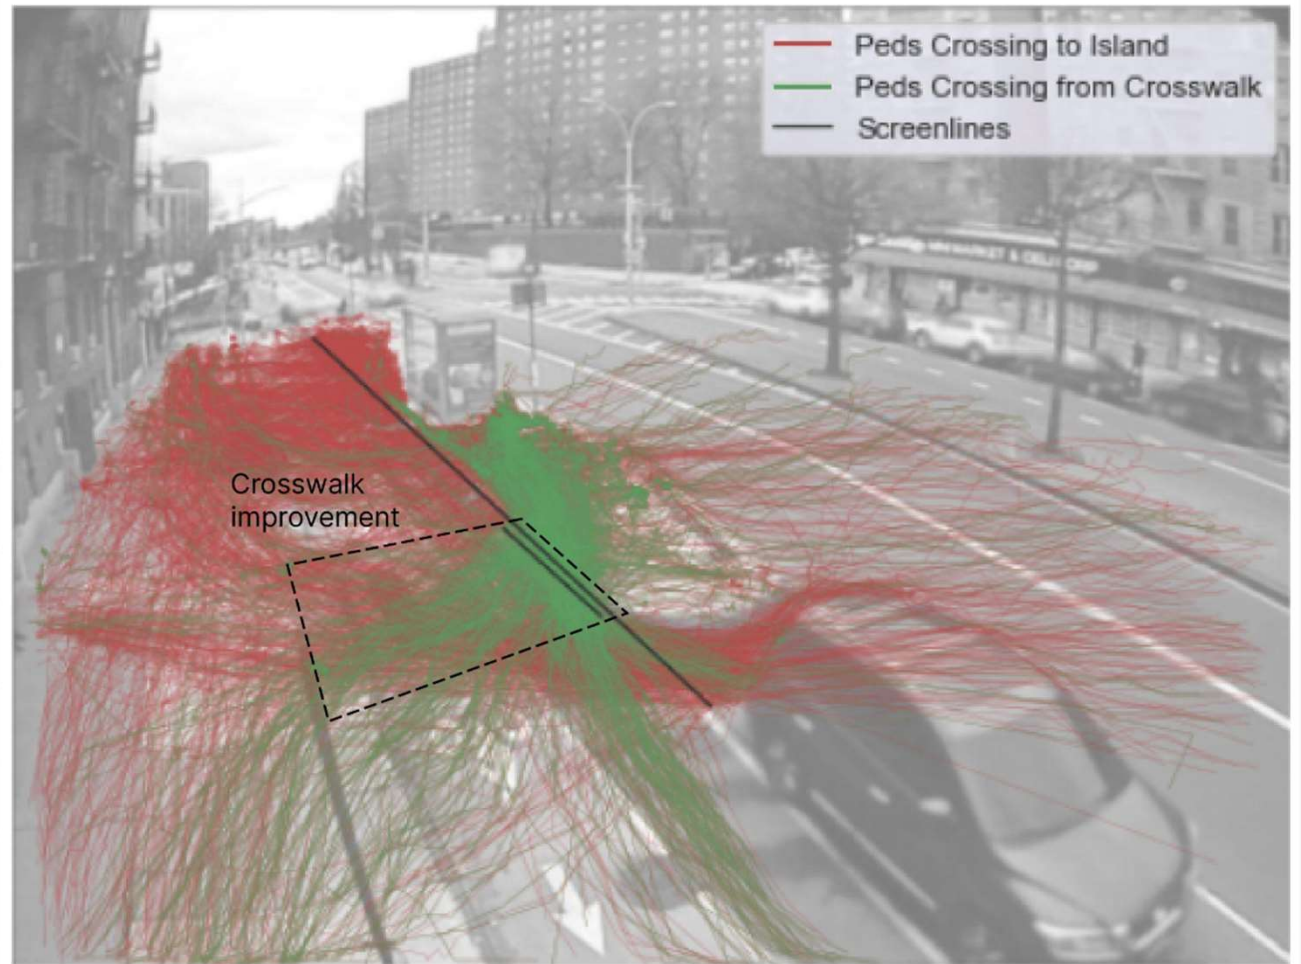 Peds Crossing to Island
Peds Crossing from Crosswalk
Screenlines
Crosswalk
improvement